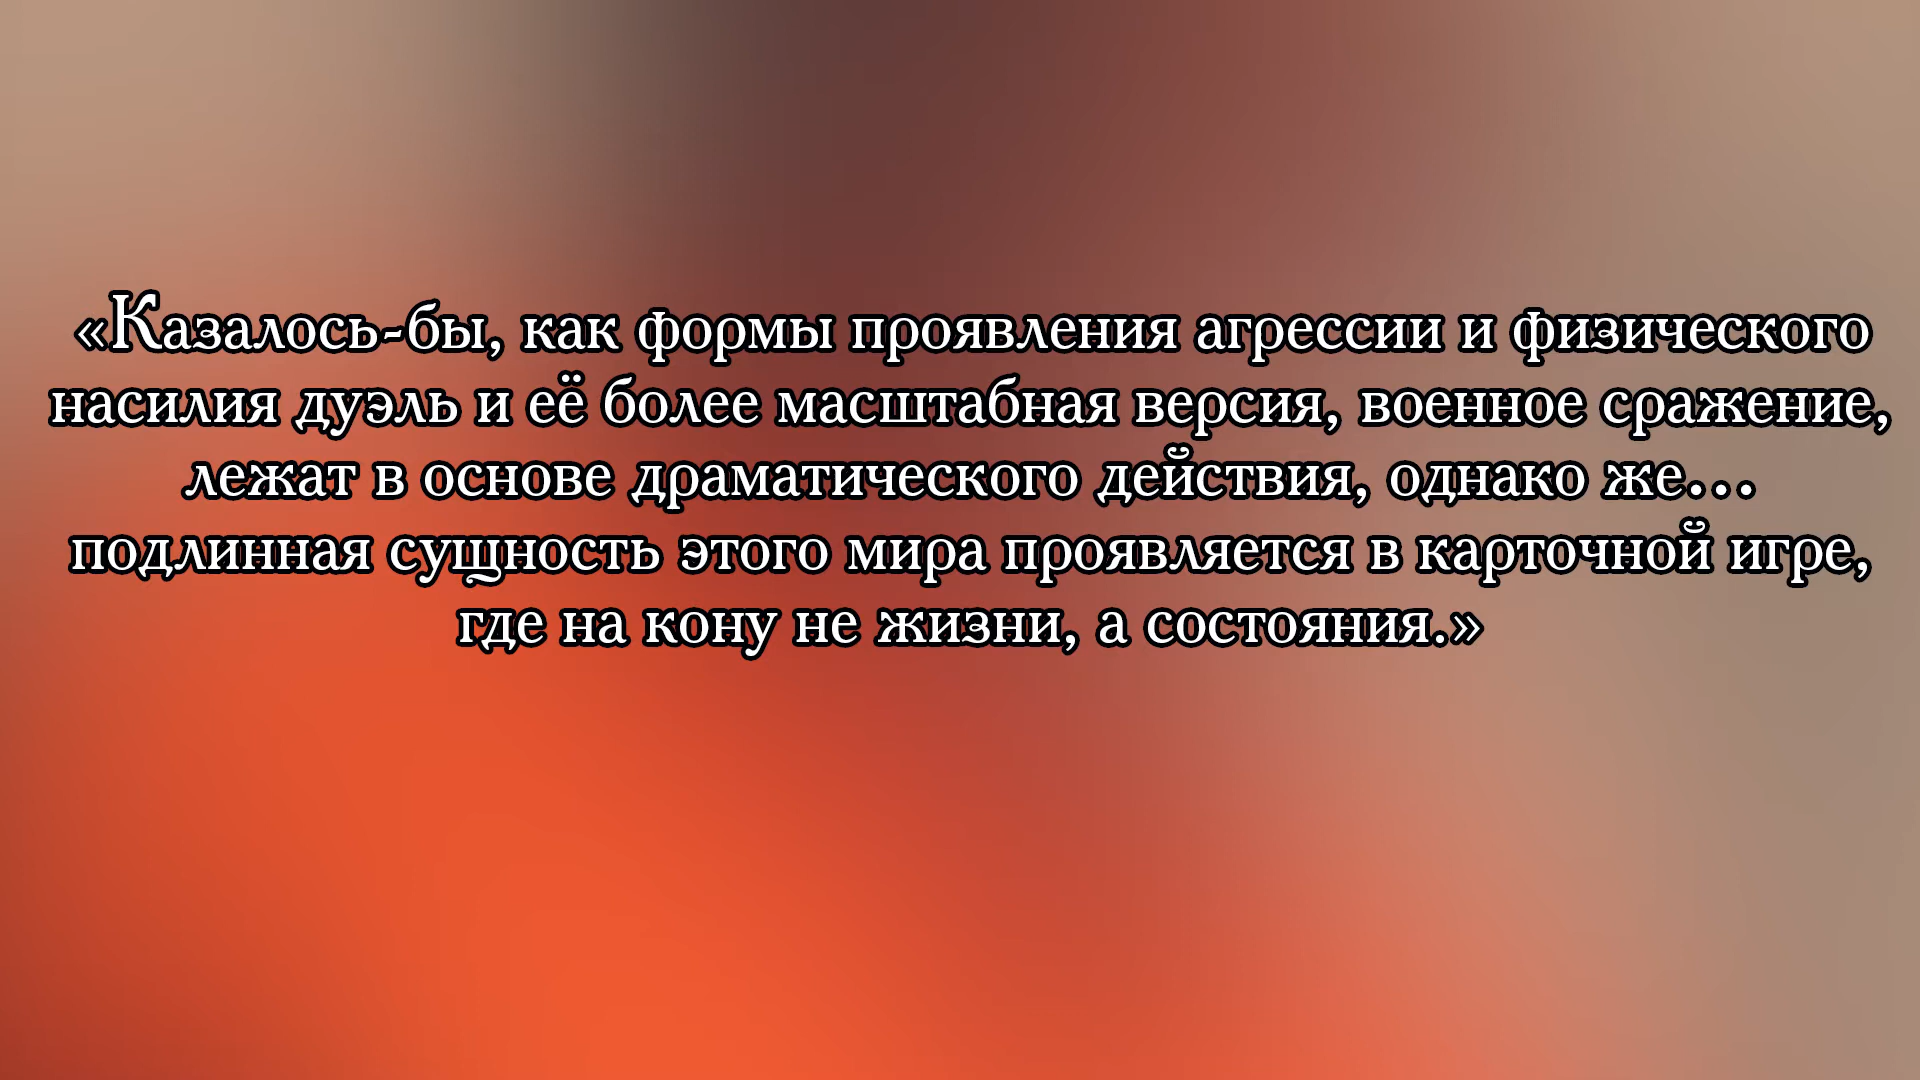 «Казалось-бы, как формы проявления агрессии и физического
насилия дуэль и её более масштабная версия, военное сражение,
лежат в основе драматического действия, однако же...
подлинная сущность этого мира проявляется в карточной игре,
где на кону не жизни, а состояния.»